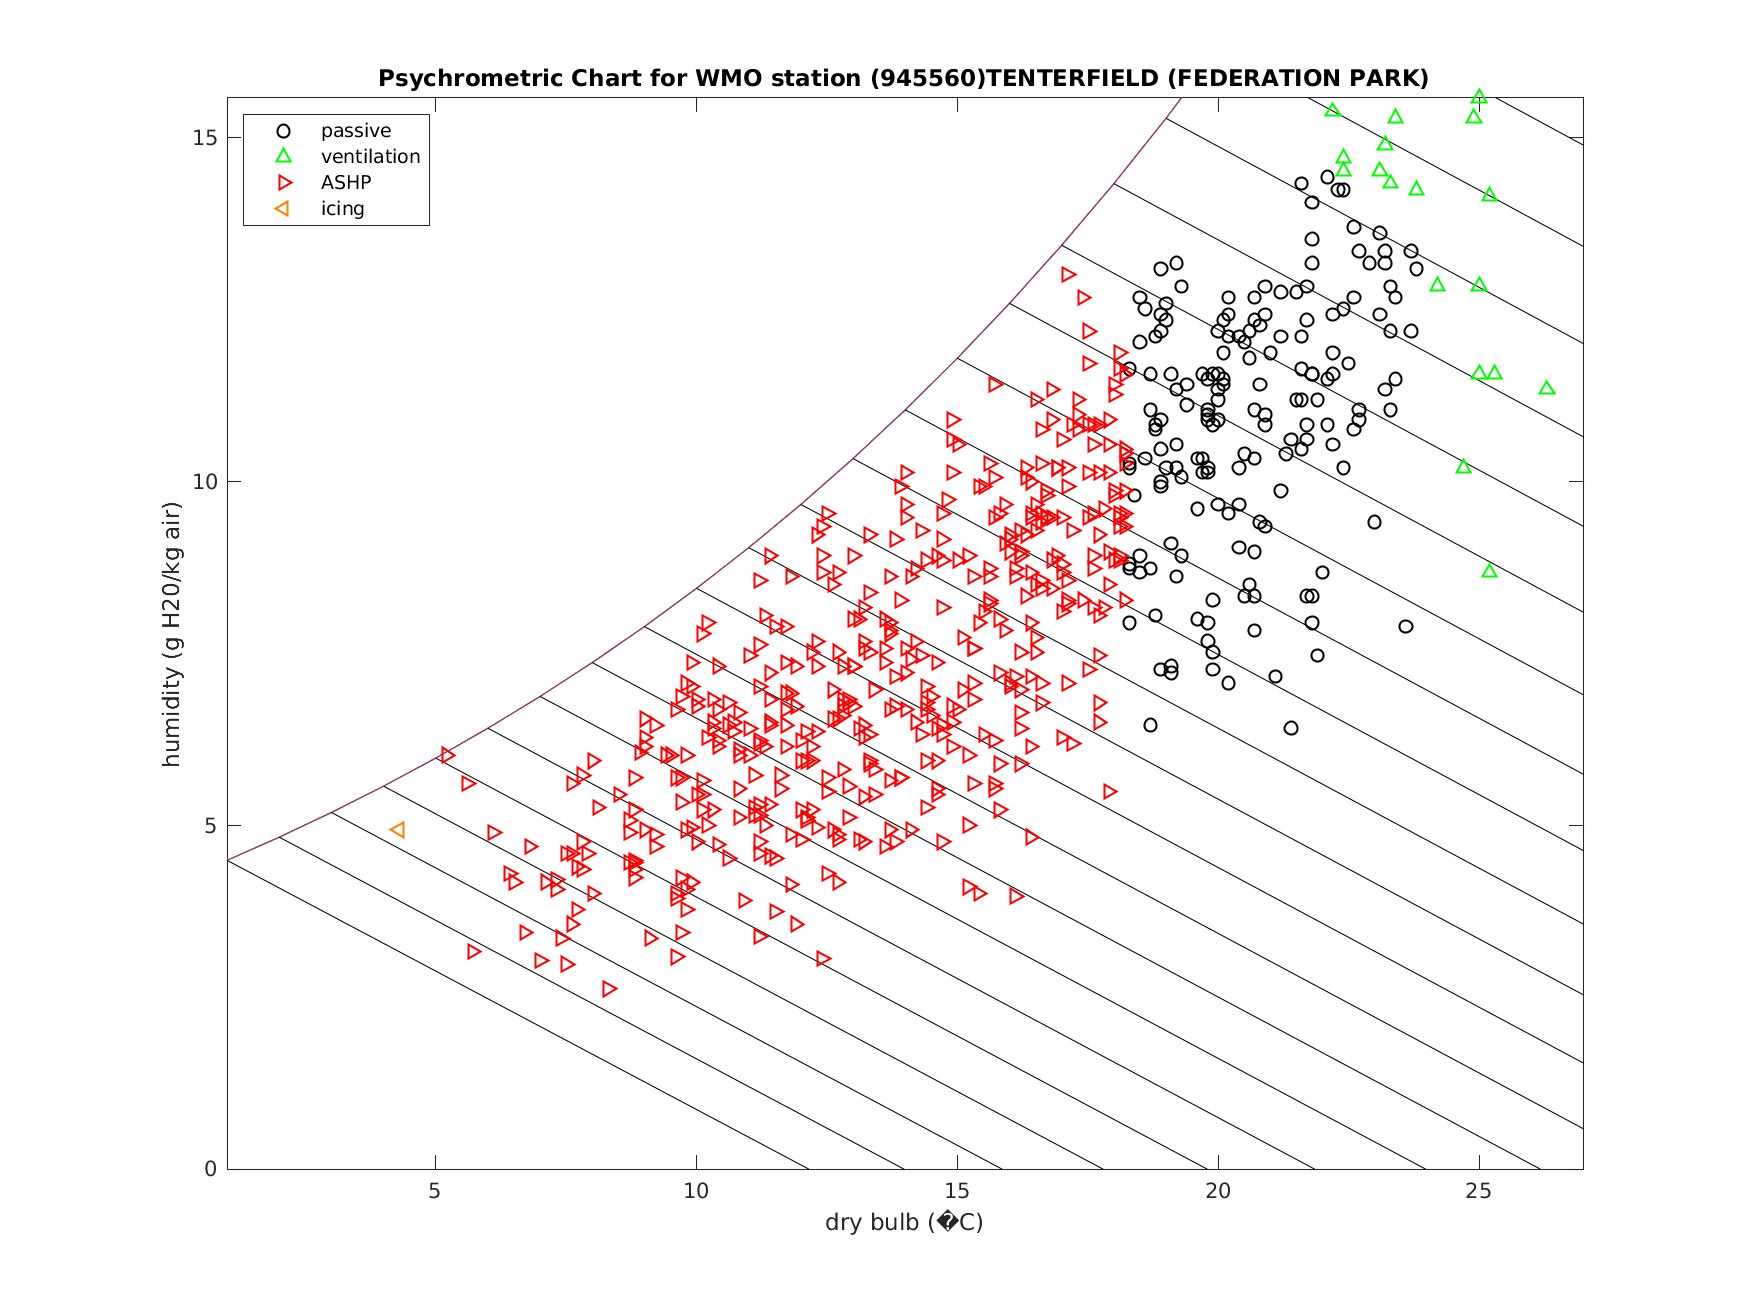 Psychrometric Chart for WMO station (945560)TENTERFIELD (FEDERATION PARK)
passive
ventilation
ASHP
icing
15
10
5
0
humidity (g H20/kg air)
5
10
15
20
25
dry bulb (�C)